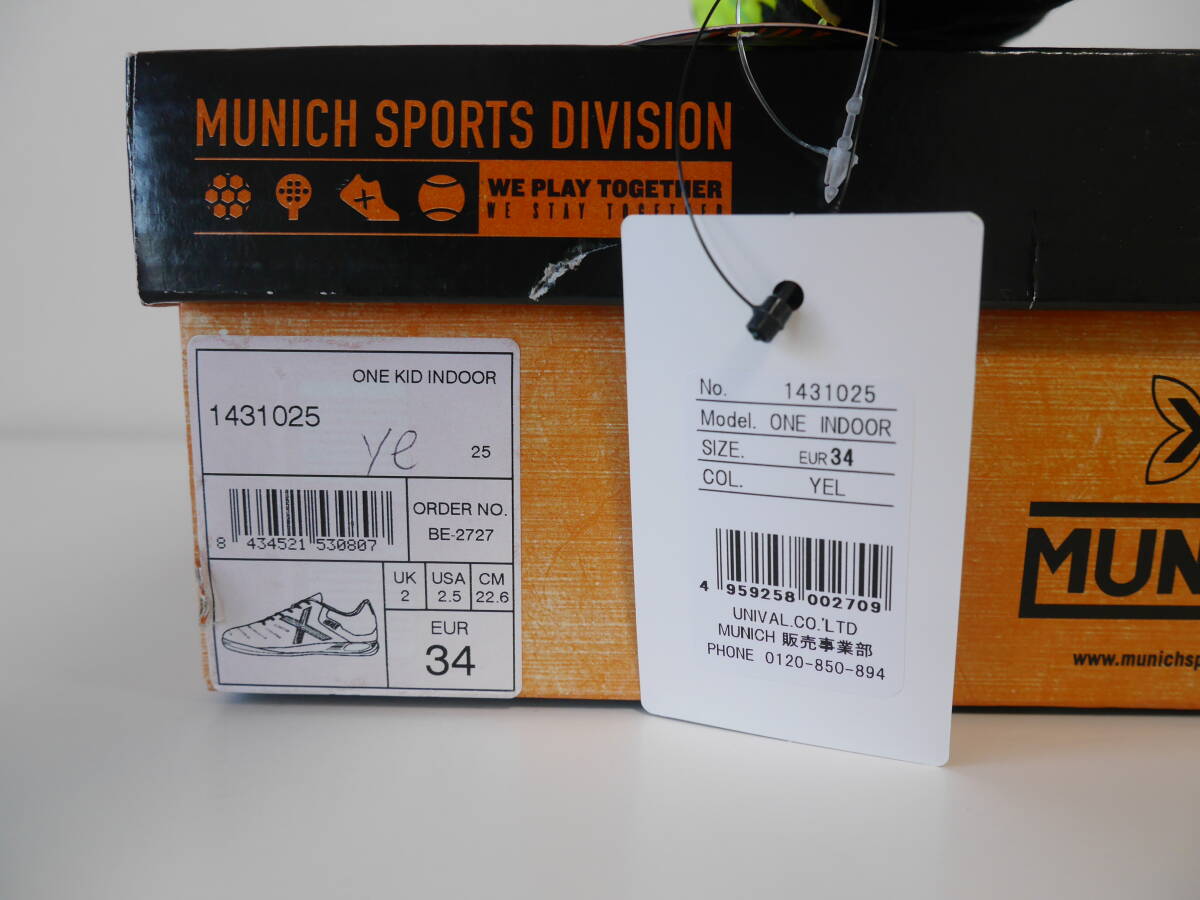 MUNICH SPORTS DIVISION
WE PLAY TOGETHER
WE STAY TOGETHER
ONE KID INDOOR
1431025
ye
25
ORDER NO.
BE-2727
8 434521 530807
UK USA CM
2 2.5 22.6
EUR
34
No. 1431025
Model. ONE INDOOR
SIZE. EUR 34
COL. YEL
4 959258 002709
UNIVAL.CO.'LTD
MUNICH 販売事業部
PHONE 0120-850-894
X
MUN
www.munichsp